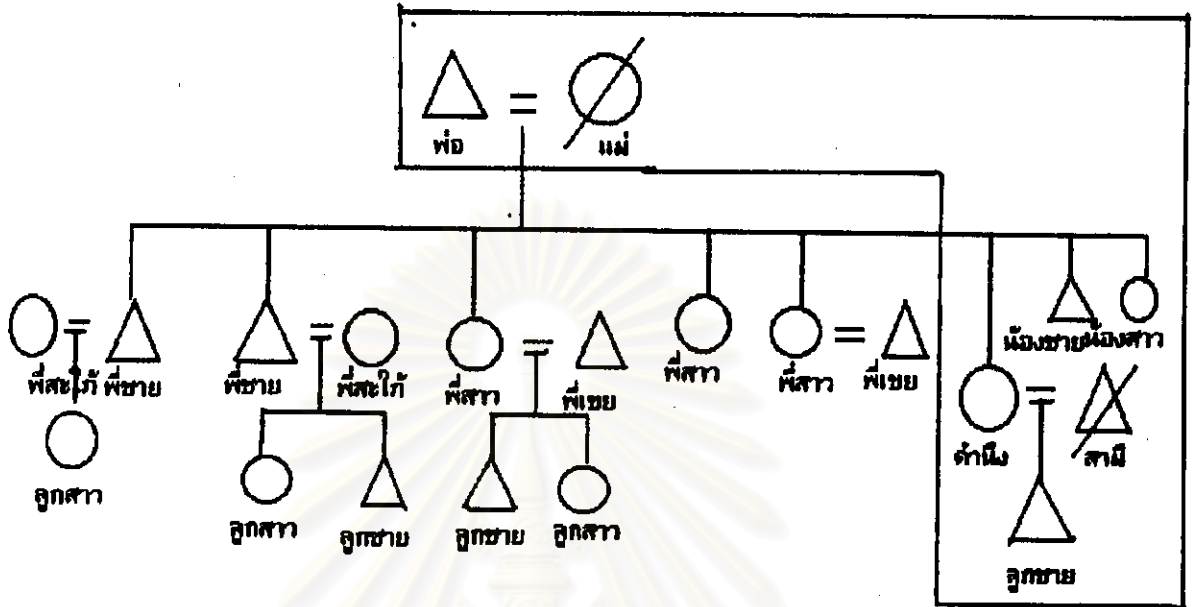 พ่อ แม่
น้องชาย น้องสาว
พี่สะใภ้ พี่ชาย พี่ชาย พี่สะใภ้ พี่สาว พี่เขย พี่สาว พี่สาว พี่เขย
ดำนึง สามี
ลูกสาว
ลูกสาว ลูกชาย ลูกชาย ลูกสาว
ลูกชาย